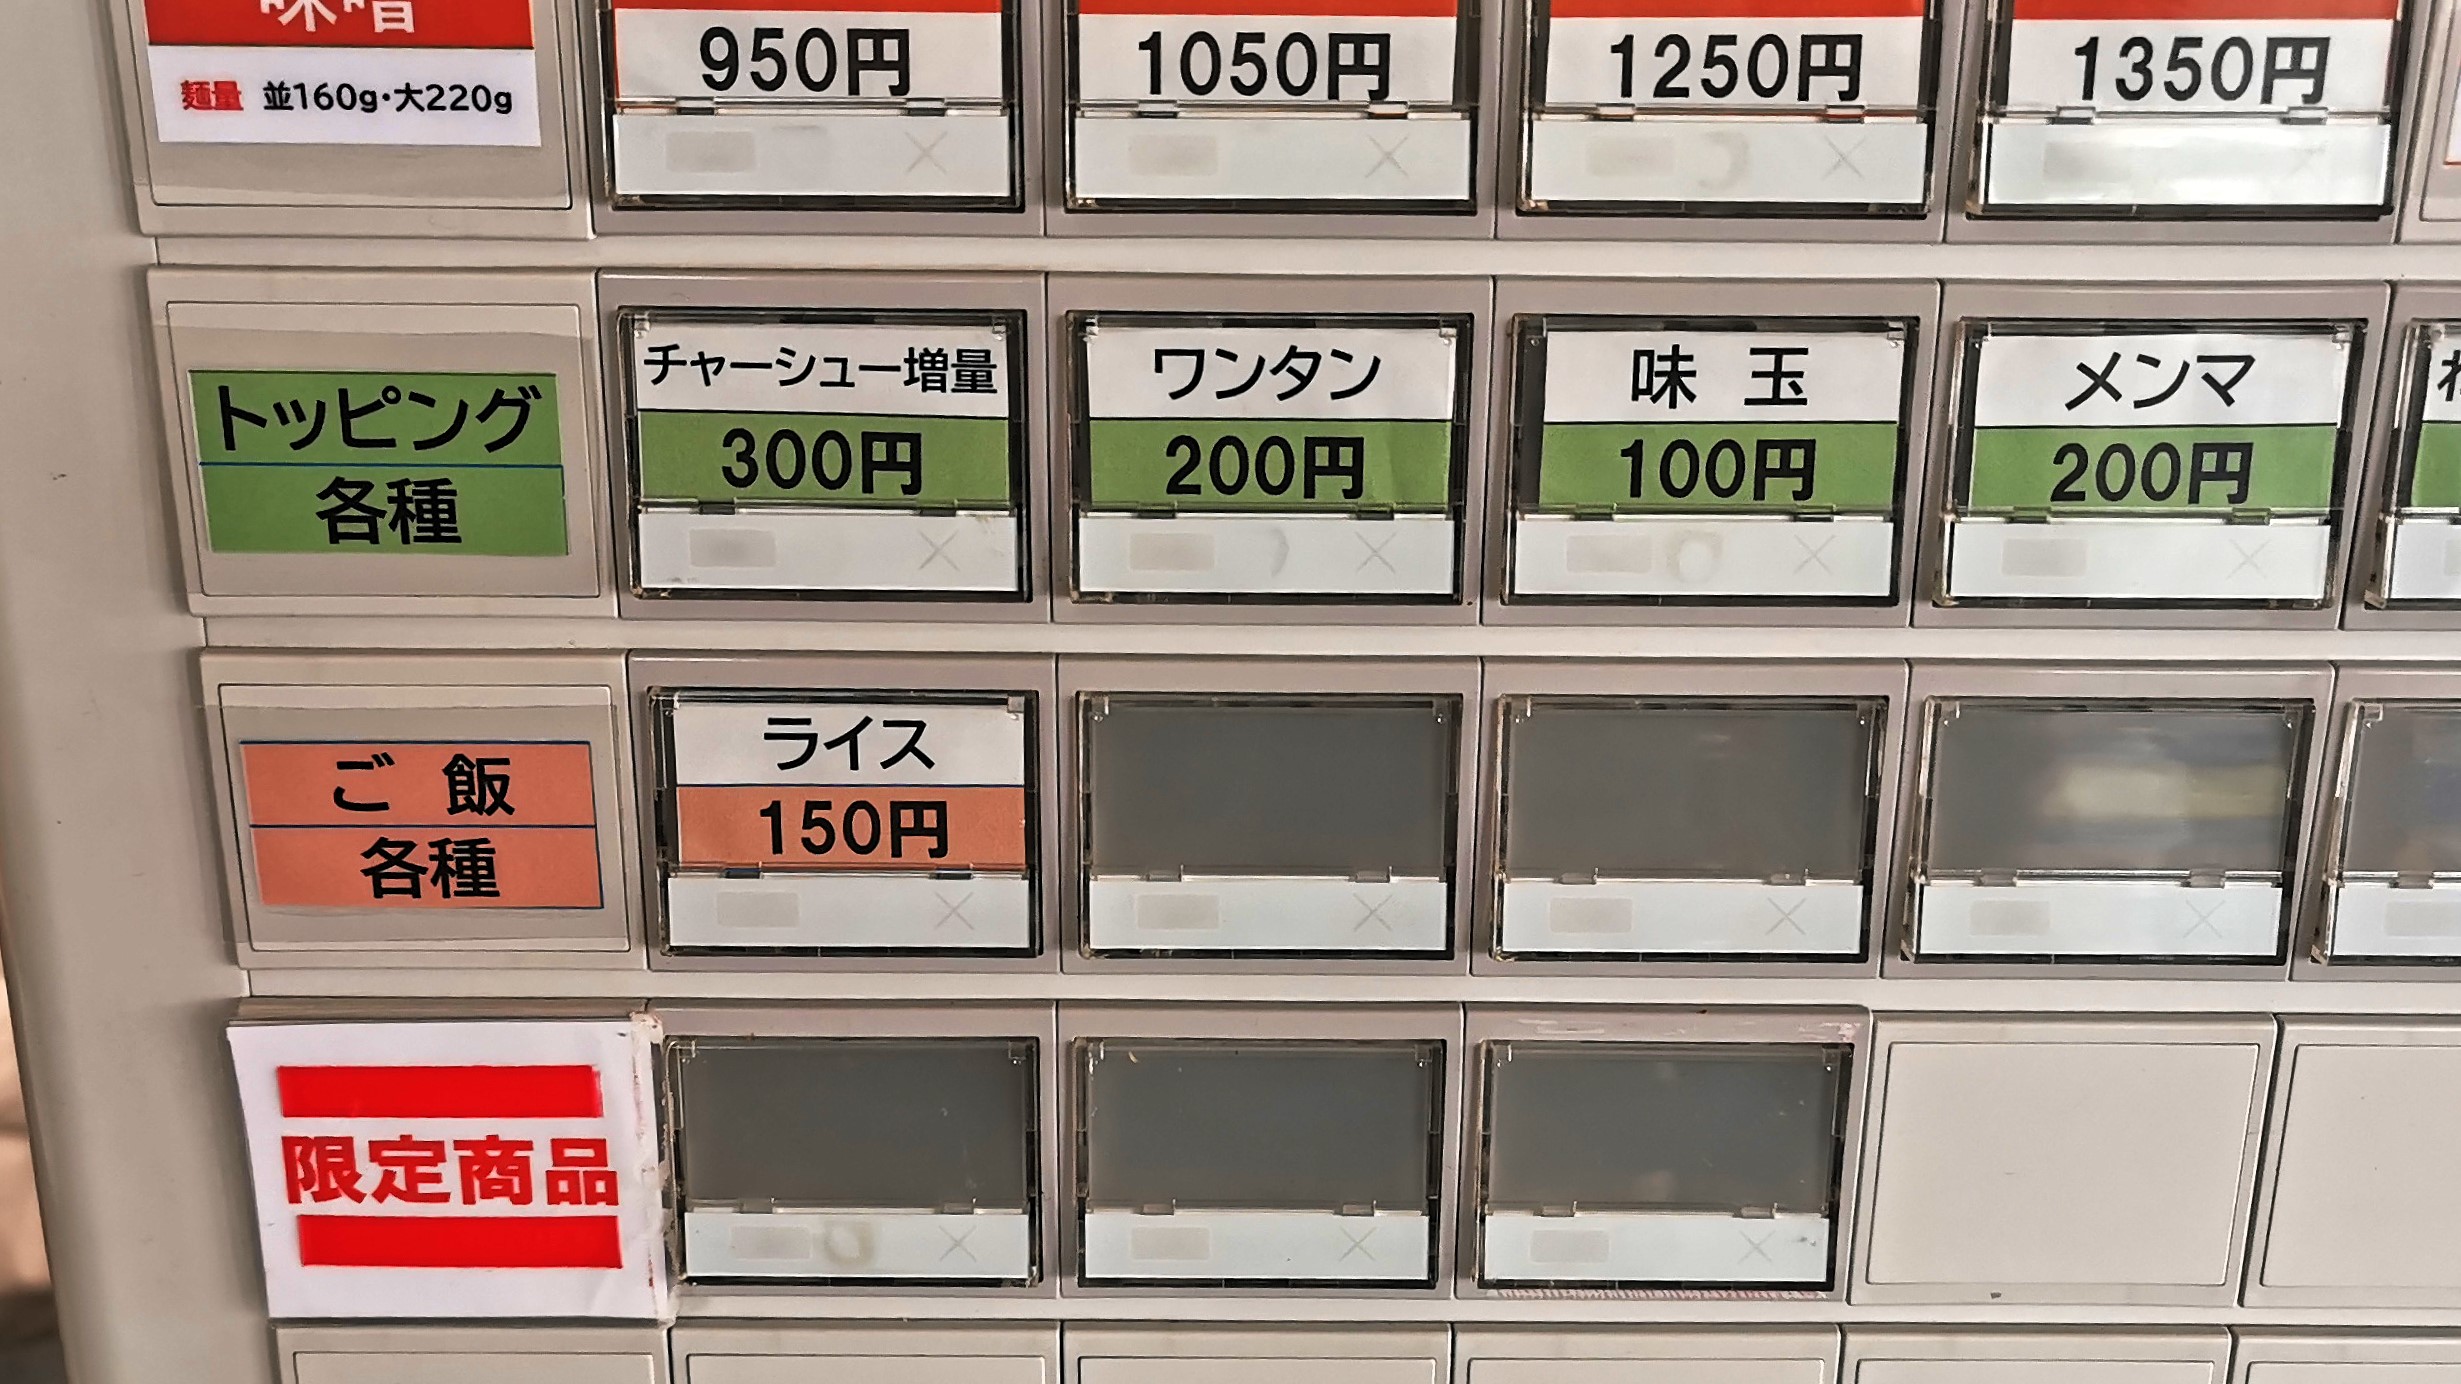 味噌
麺量 並160g・大220g
950円
1050円
1250円
1350円
トッピング
各種
チャーシュー増量
300円
ワンタン
200円
味 玉
100円
メンマ
200円
ご 飯
各種
ライス
150円
限定商品